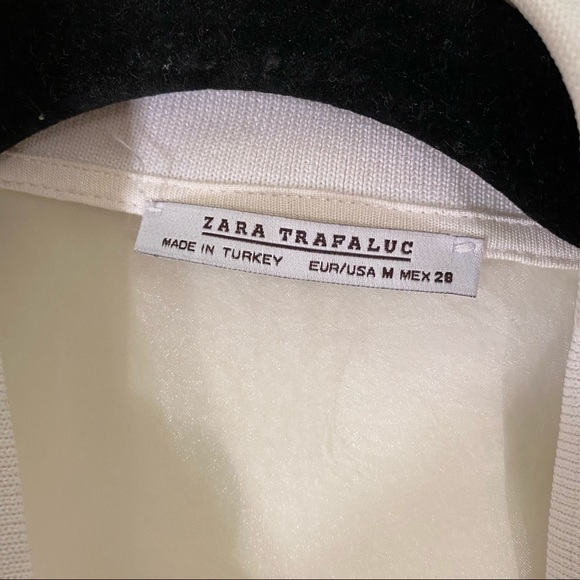 ZARA TRAFALUC
MADE IN TURKEY EUR/USA M MEX 28